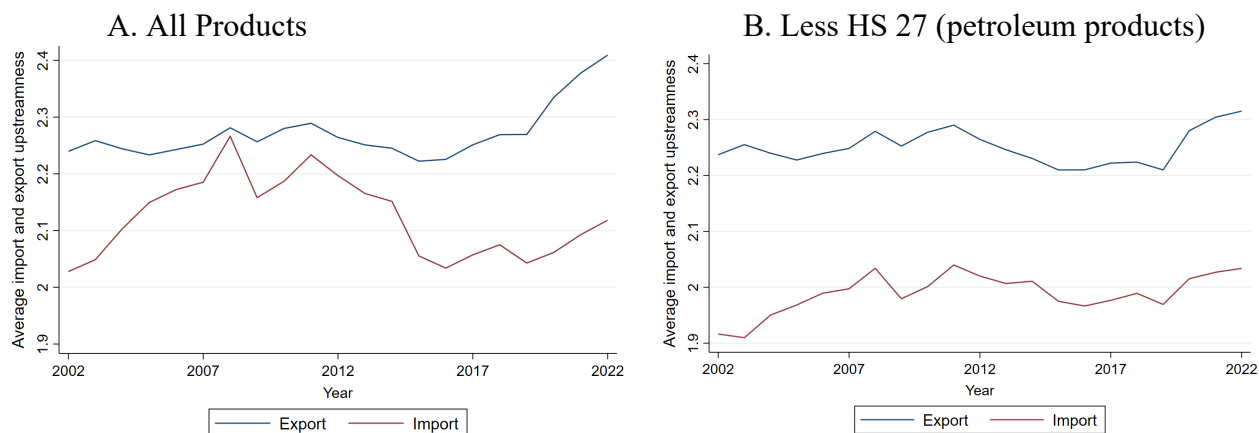 A. All Products
Average import and export upstreamness
2.4
2.3
2.2
2.1
2
1.9
2002
2007
2012
2017
2022
Year
Export
Import
B. Less HS 27 (petroleum products)
Average import and export upstreamness
2.4
2.3
2.2
2.1
2
1.9
2002
2007
2012
2017
2022
Year
Export
Import